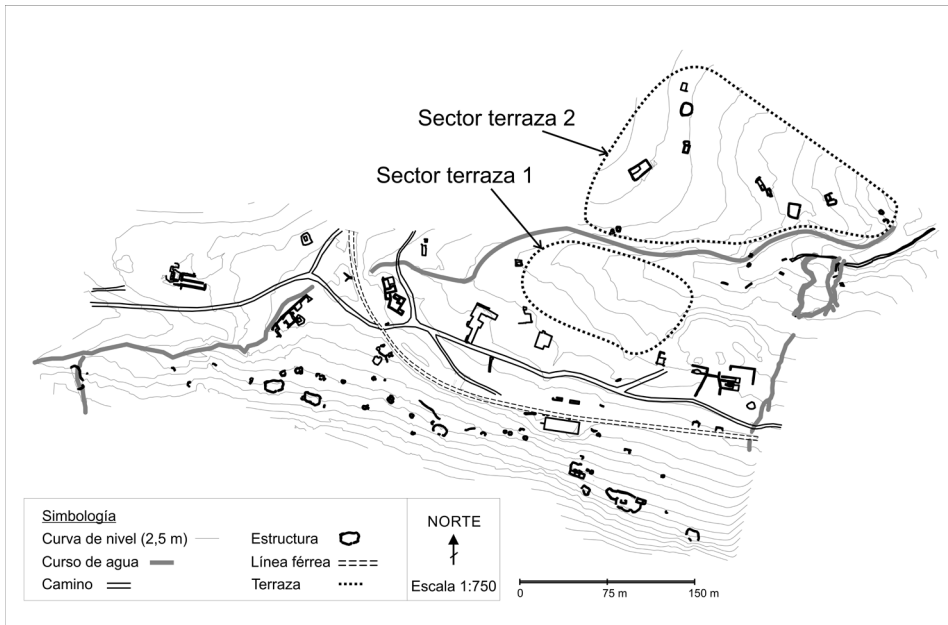 Sector terraza 2
Sector terraza 1
Simbología
Curva de nivel (2,5 m)
Curso de agua
Camino
Estructura
Línea férrea
Terraza
NORTE
Escala 1:750
0 75 m 150 m